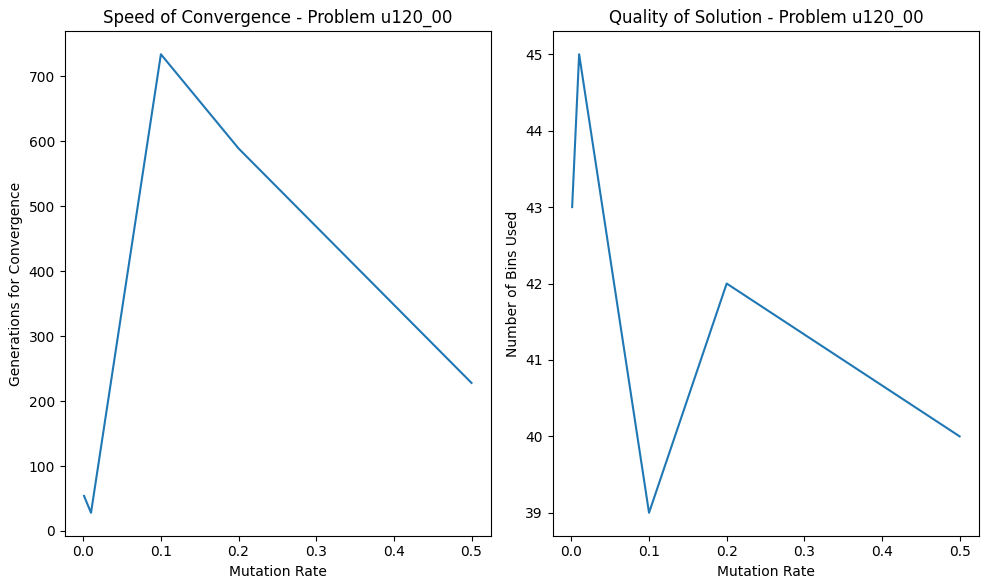 Speed of Convergence - Problem u120_00
Generations for Convergence
700
600
500
400
300
200
100
0
0.0 0.1 0.2 0.3 0.4 0.5
Mutation Rate
Quality of Solution - Problem u120_00
Number of Bins Used
45
44
43
42
41
40
39
0.0 0.1 0.2 0.3 0.4 0.5
Mutation Rate